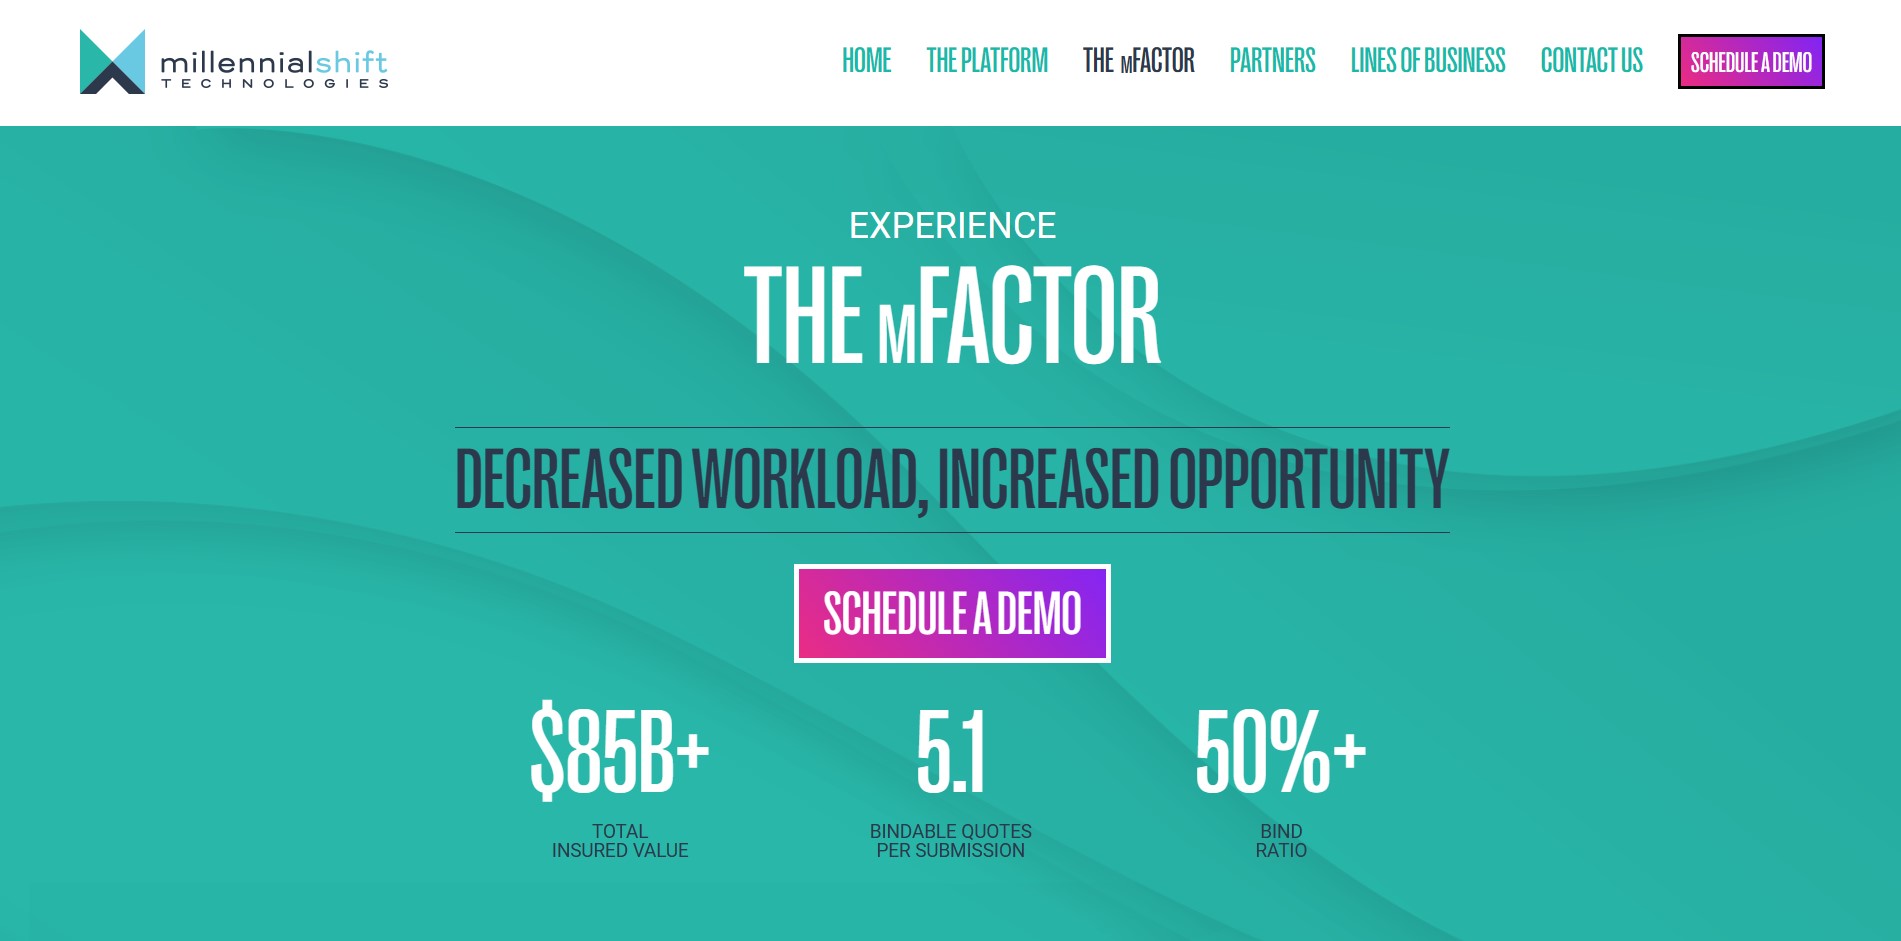 millennialshift
TECHNOLOGIES
HOME
THE PLATFORM
THE MFACTOR
PARTNERS
LINES OF BUSINESS
CONTACT US
SCHEDULE A DEMO
EXPERIENCE
THE MFACTOR
DECREASED WORKLOAD, INCREASED OPPORTUNITY
SCHEDULE A DEMO
$85B+
TOTAL
INSURED VALUE
5.1
BINDABLE QUOTES
PER SUBMISSION
50%+
BIND
RATIO